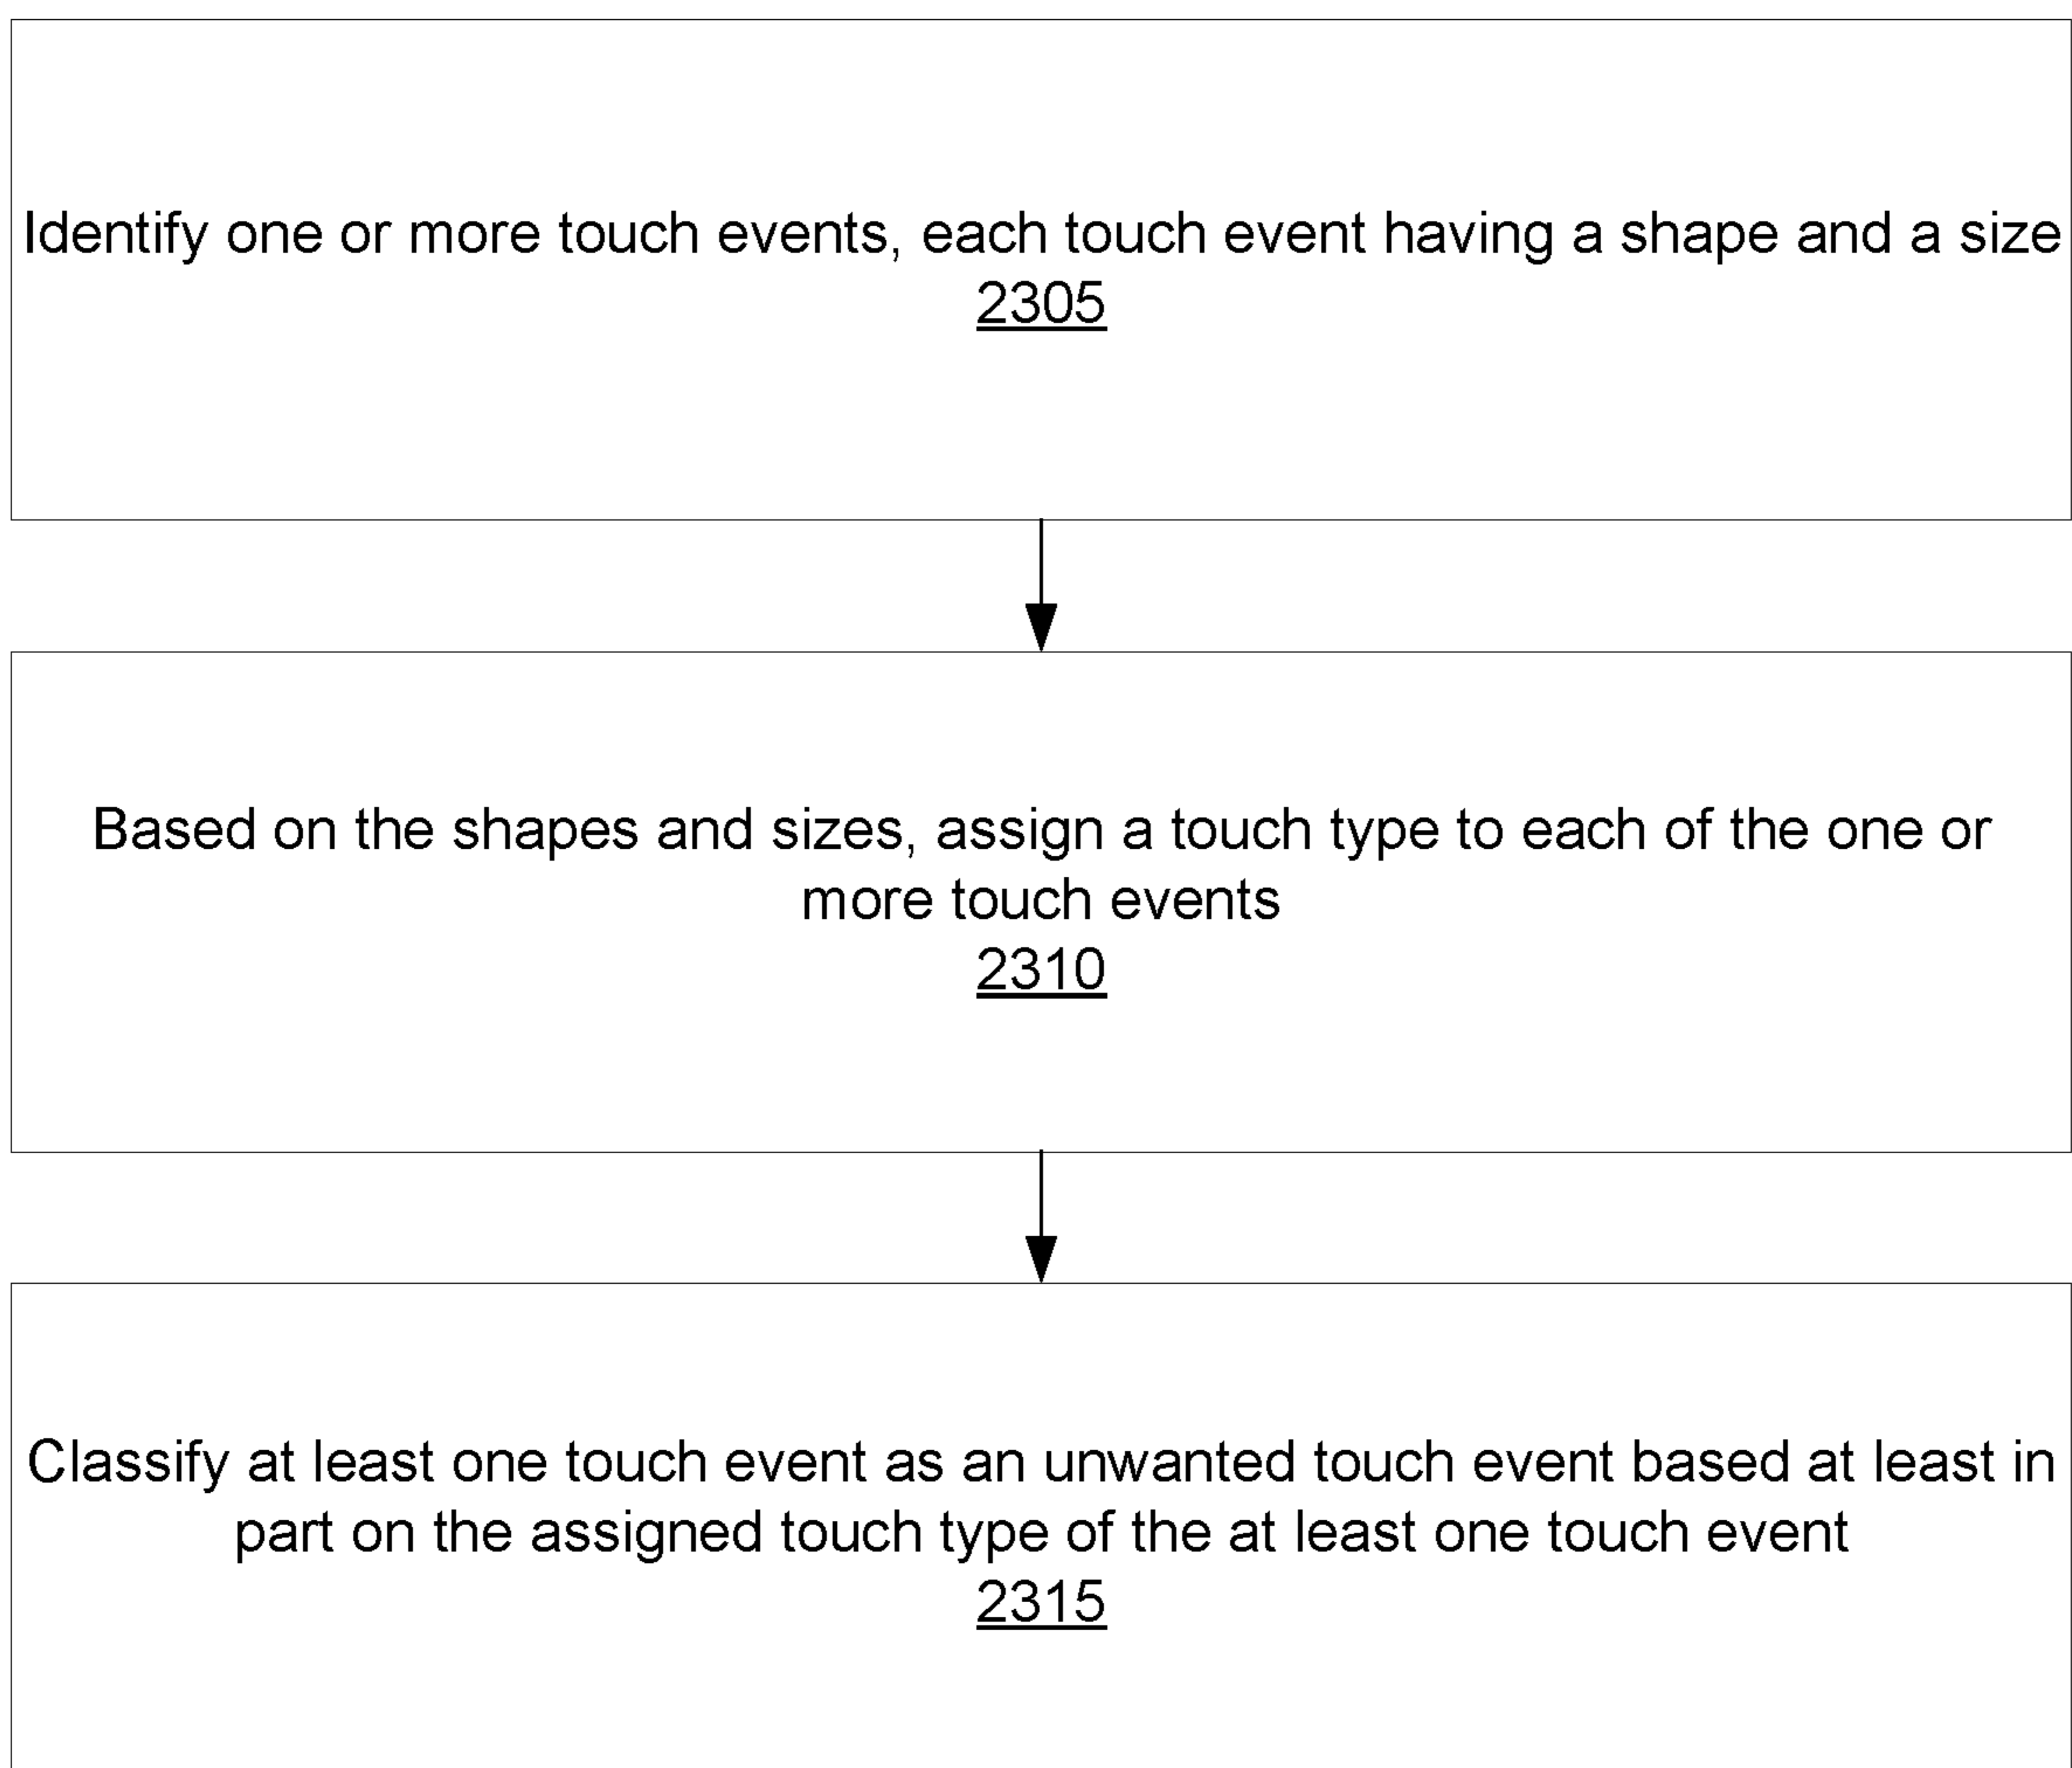 Identify one or more touch events, each touch event having a shape and a size
2305
Based on the shapes and sizes, assign a touch type to each of the one or
more touch events
2310
Classify at least one touch event as an unwanted touch event based at least in
part on the assigned touch type of the at least one touch event
2315